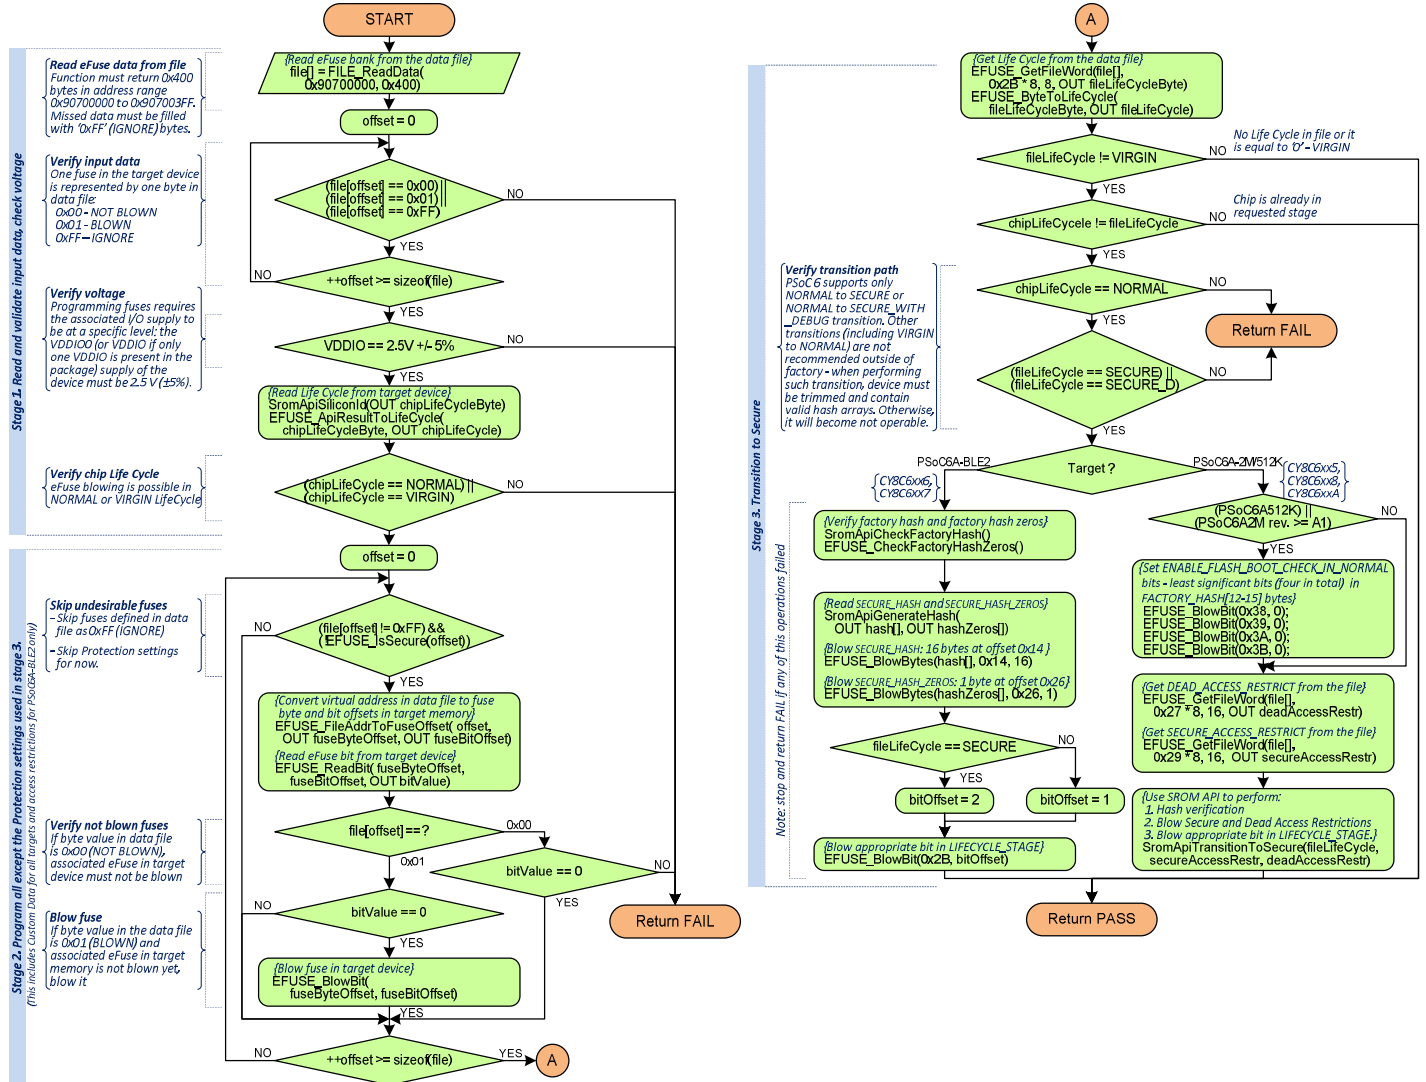 START
Stage 1. Read and validate input data, check voltage
Read eFuse data from file
Function must return 0x400
bytes in address range
0x90700000 to 0x907003FF.
Missed data must be filled
with '0xFF' (IGNORE) bytes.
{Read eFuse bank from the data file}
file[] = FILE_ReadData(
0x90700000, 0x400)
offset = 0
Verify input data
One fuse in the target device
is represented by one byte in
data file:
0x00 - NOT BLOWN
0x01 - BLOWN
0xFF – IGNORE
(file[offset] == 0x00) ||
(file[offset] == 0x01) ||
(file[offset] == 0xFF)
NO
YES
NO
++offset >= sizeof(file)
YES
Verify voltage
Programming fuses requires
the associated I/O supply to
be at a specific level: the
VDDIO0 (or VDDIO if only
one VDDIO is present in the
package) supply of the
device must be 2.5 V (±5%).
VDDIO == 2.5V +/- 5%
NO
YES
{Read Life Cycle from target device}
SromApiSiliconId(OUT chipLifeCycleByte)
EFUSE_ApiResultToLifeCycle(
chipLifeCycleByte, OUT chipLifeCycle)
Verify chip Life Cycle
eFuse blowing is possible in
NORMAL or VIRGIN LifeCycle
(chipLifeCycle == NORMAL) ||
(chipLifeCycle == VIRGIN)
NO
YES
offset = 0
Stage 2. Program all except the Protection settings used in stage 3.
(This includes Custom Data for all targets and access restrictions for PSoC6A-BLE2 only)
Skip undesirable fuses
– Skip fuses defined in data
file as 0xFF (IGNORE)
– Skip Protection settings
for now.
NO
(file[offset] != 0xFF) &&
(!EFUSE_IsSecure(offset))
YES
{Convert virtual address in data file to fuse
byte and bit offsets in target memory}
EFUSE_FileAddrToFuseOffset( offset,
OUT fuseByteOffset, OUT fuseBitOffset)
{Read eFuse bit from target device}
EFUSE_ReadBit( fuseByteOffset,
fuseBitOffset, OUT bitValue)
Verify not blown fuses
If byte value in data file
is 0x00 (NOT BLOWN),
associated eFuse in target
device must not be blown
file[offset]==?
0x00
0x01
bitValue == 0
NO
YES
Blow fuse
If byte value in the data file
is 0x01 (BLOWN) and
associated eFuse in target
memory is not blown yet,
blow it
NO
bitValue == 0
YES
Return FAIL
{Blow fuse in target device}
EFUSE_BlowBit(
fuseByteOffset, fuseBitOffset)
YES
NO
++offset >= sizeof(file)
YES
A
A
Stage 3. Transition to Secure
{Get Life Cycle from the data file}
EFUSE_GetFileWord(file[],
0x2B * 8, 8, OUT fileLifeCycleByte)
EFUSE_ByteToLifeCycle(
fileLifeCycleByte, OUT fileLifeCycle)
fileLifeCycle != VIRGIN
NO
No Life Cycle in file or it
is equal to '0' - VIRGIN
YES
chipLifeCycele != fileLifeCycle
NO
Chip is already in
requested stage
YES
Verify transition path
PSoC 6 supports only
NORMAL to SECURE or
NORMAL to SECURE_WITH
_DEBUG transition. Other
transitions (including VIRGIN
to NORMAL) are not
recommended outside of
factory - when performing
such transition, device must
be trimmed and contain
valid hash arrays. Otherwise,
it will become not operable.
chipLifeCycle == NORMAL
NO
YES
Return FAIL
(fileLifeCycle == SECURE) ||
(fileLifeCycle == SECURE_D)
NO
YES
Target ?
PSoC6A-BLE2
CY8C6xx6,
CY8C6xx7
PSoC6A-2M/512K
CY8C6xx5,
CY8C6xx8,
CY8C6xxA
Note: stop and return FAIL if any of this operations failed
{Verify factory hash and factory hash zeros}
SromApiCheckFactoryHash()
EFUSE_CheckFactoryHashZeros()
{Read SECURE_HASH and SECURE_HASH_ZEROS}
SromApiGenerateHash(
OUT hash[], OUT hashZeros[])
{Blow SECURE_HASH: 16 bytes at offset 0x14 }
EFUSE_BlowBytes(hash[], 0x14, 16)
{Blow SECURE_HASH_ZEROS: 1 byte at offset 0x26}
EFUSE_BlowBytes(hashZeros[], 0x26, 1)
fileLifeCycle == SECURE
NO
YES
bitOffset = 2
bitOffset = 1
{Blow appropriate bit in LIFECYCLE_STAGE}
EFUSE_BlowBit(0x2B, bitOffset)
(PSoC6A512K) ||
(PSoC6A2M rev. >= A1)
NO
YES
{Set ENABLE_FLASH_BOOT_CHECK_IN_NORMAL
bits - least significant bits (four in total) in
FACTORY_HASH[12-15] bytes}
EFUSE_BlowBit(0x38, 0);
EFUSE_BlowBit(0x39, 0);
EFUSE_BlowBit(0x3A, 0);
EFUSE_BlowBit(0x3B, 0);
{Get DEAD_ACCESS_RESTRICT from the file}
EFUSE_GetFileWord(file[],
0x27 * 8, 16, OUT deadAccessRestr)
{Get SECURE_ACCESS_RESTRICT from the file}
EFUSE_GetFileWord(file[],
0x29 * 8, 16, OUT secureAccessRestr)
{Use SROM API to perform:
1. Hash verification
2. Blow Secure and Dead Access Restrictions
3. Blow appropriate bit in LIFECYCLE_STAGE.}
SromApiTransitionToSecure(fileLifeCycle,
secureAccessRestr, deadAccessRestr)
Return PASS